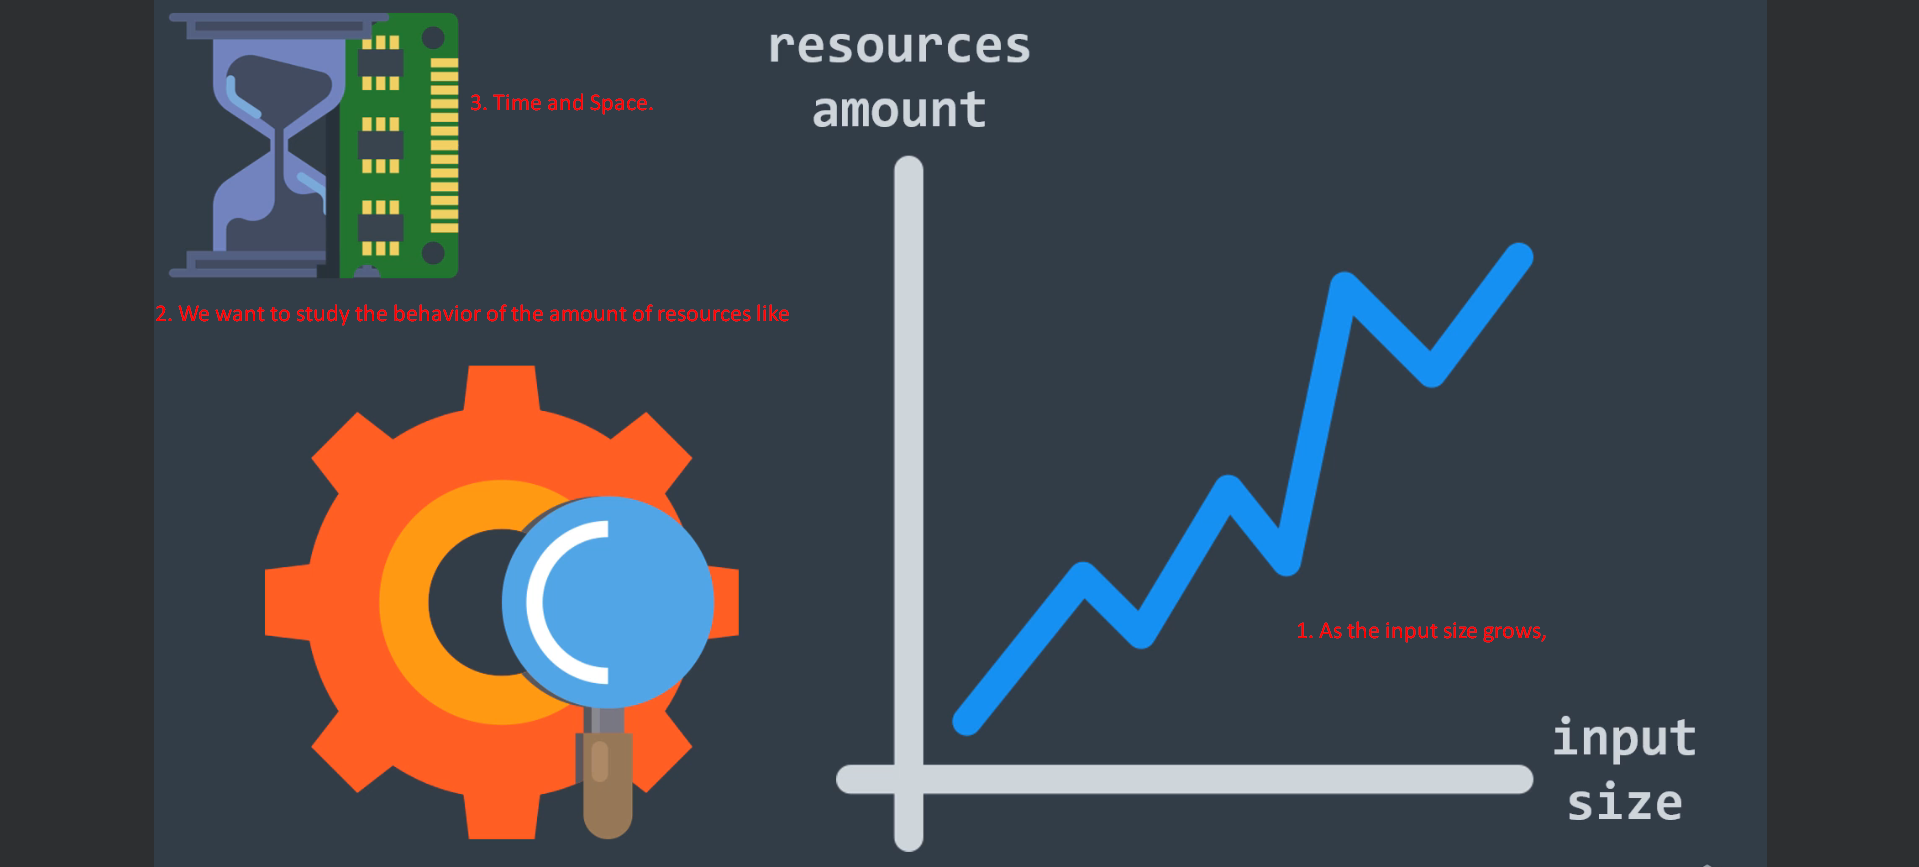 resources
amount
3. Time and Space.
2. We want to study the behavior of the amount of resources like
1. As the input size grows,
input
size